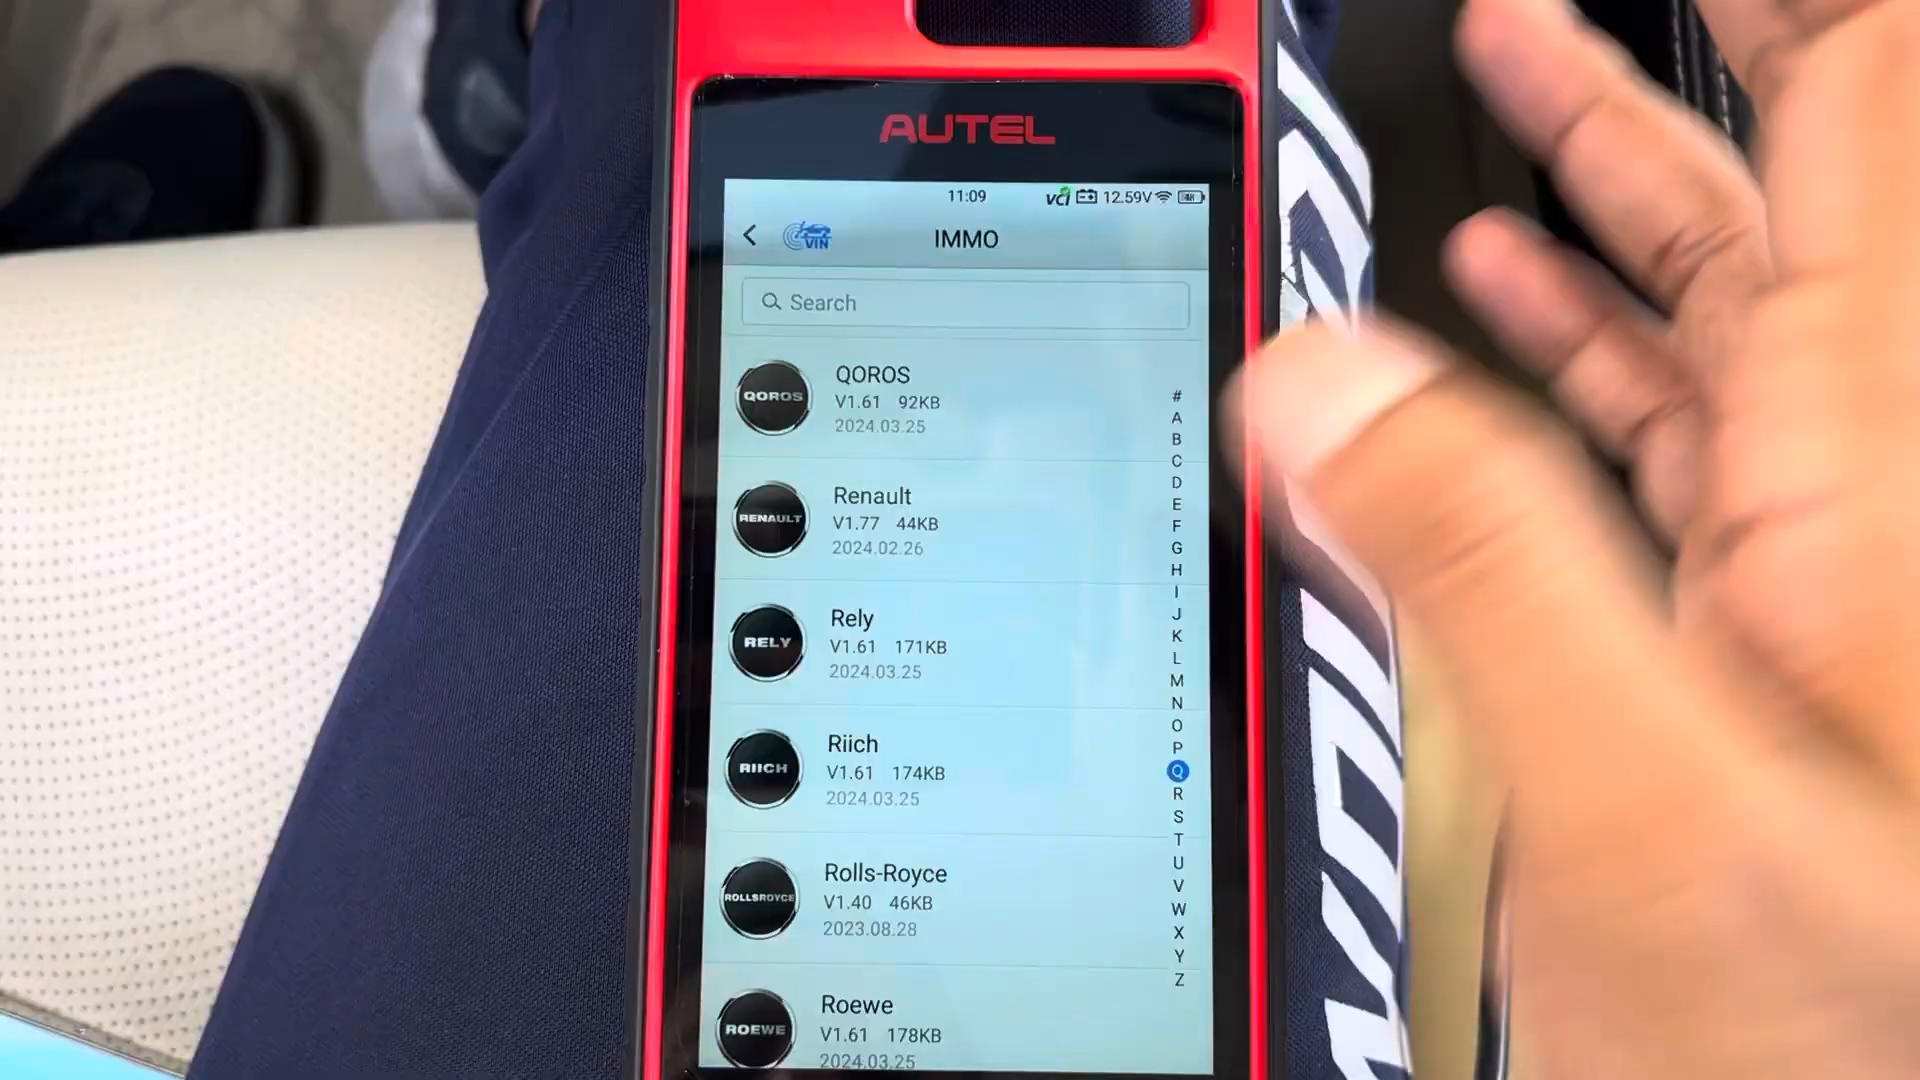 AUTEL
11:09
VCI 12.59V
VIN
IMMO
Search
QOROS
QOROS
V1.61 92KB
2024.03.25
RENAULT
Renault
V1.77 44KB
2024.02.26
RELY
Rely
V1.61 171KB
2024.03.25
RIICH
Riich
V1.61 174KB
2024.03.25
ROLLSROYCE
Rolls-Royce
V1.40 46KB
2023.08.28
ROEWE
Roewe
V1.61 178KB
2024.03.25
#
A
B
C
D
E
F
G
H
I
J
K
L
M
N
O
P
Q
R
S
T
U
V
W
X
Y
Z